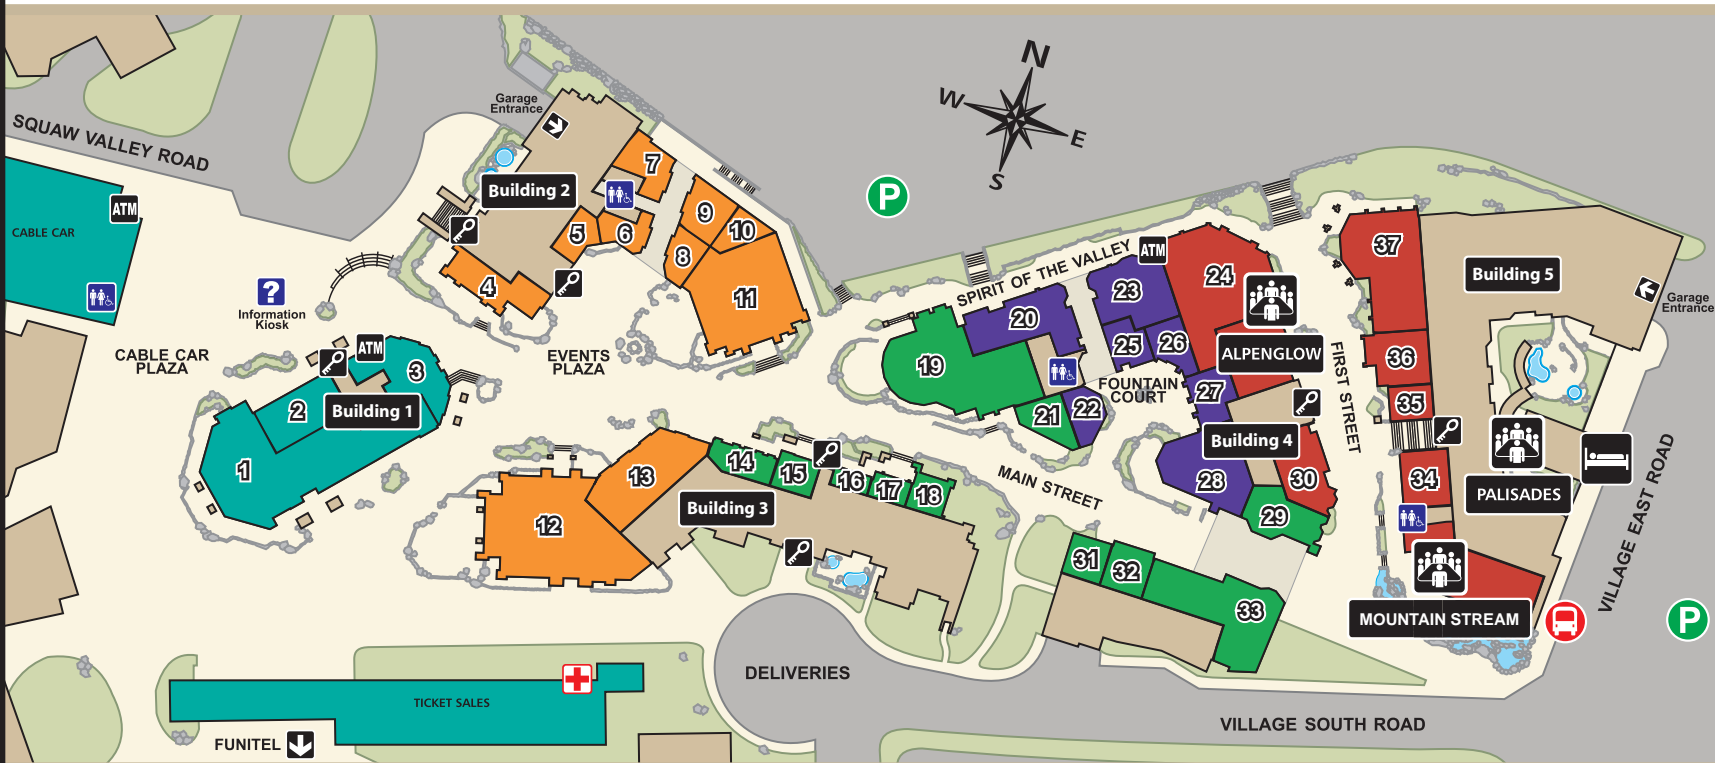 N
W
E
S
Garage
Entrance
SQUAW VALLEY ROAD
ATM
CABLE CAR
Building 2
7
9
10
5
6
8
4
11
P
?
Information
Kiosk
CABLE CAR
PLAZA
EVENTS
PLAZA
ATM
3
2
Building 1
1
SPIRIT OF THE VALLEY
ATM
23
24
20
25
26
19
ALPENGLOW
FOUNTAIN
COURT
27
21
22
Building 4
28
30
29
FIRST STREET
37
Building 5
Garage
Entrance
36
35
34
PALISADES
MOUNTAIN STREAM
VILLAGE EAST ROAD
P
13
14
15
16
17
18
12
Building 3
MAIN STREET
31
32
33
DELIVERIES
TICKET SALES
FUNITEL
VILLAGE SOUTH ROAD